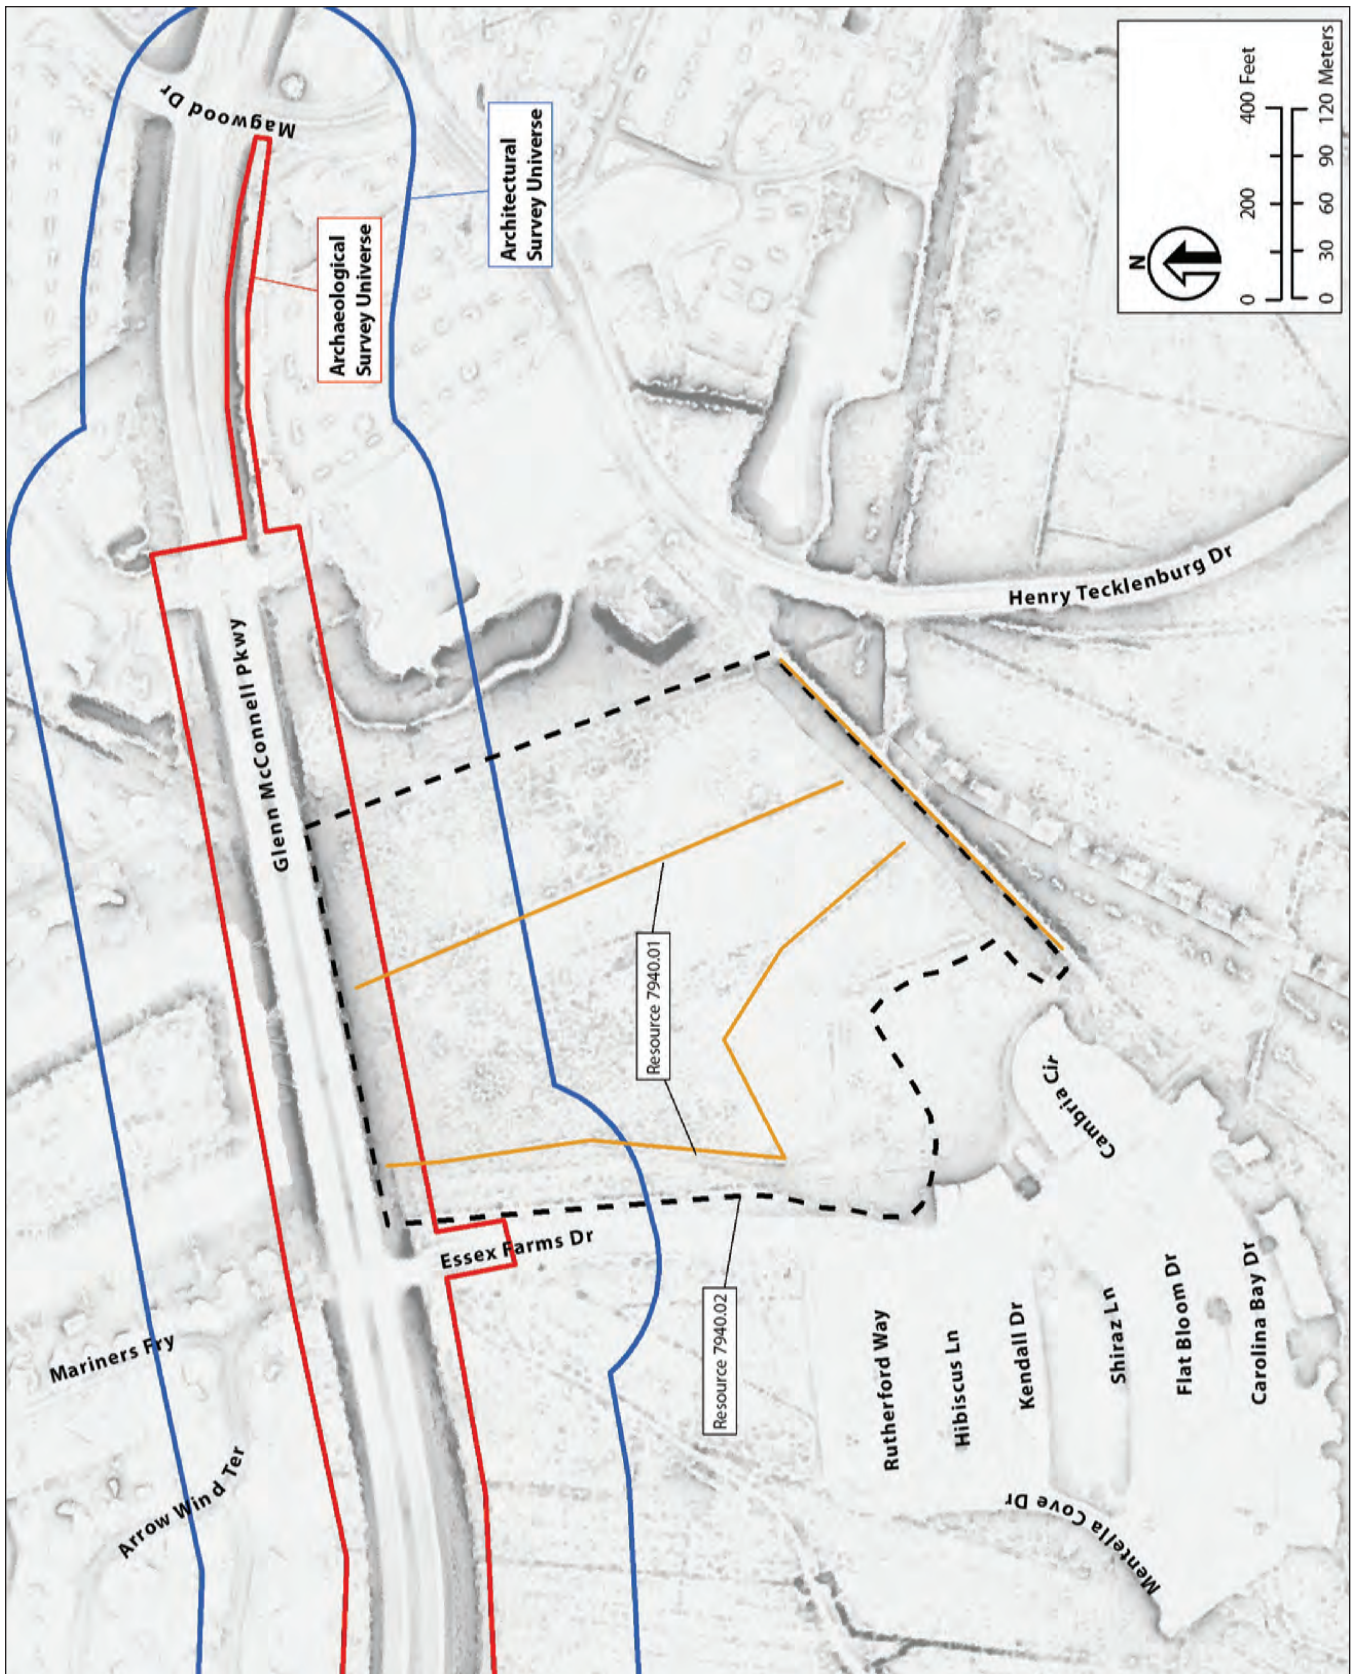 Magwood Dr
Architectural
Survey Universe
Archaeological
Survey Universe
N
0 200 400 Feet
0 30 60 90 120 Meters
Glenn McConnell Pkwy
Henry Tecklenburg Dr
Resource 7940.01
Cambria Cir
Essex Farms Dr
Resource 7940.02
Mariners Fry
Arrow Wind Ter
Rutherford Way
Hibiscus Ln
Kendall Dr
Shiraz Ln
Flat Bloom Dr
Carolina Bay Dr
Mentella Cove Dr